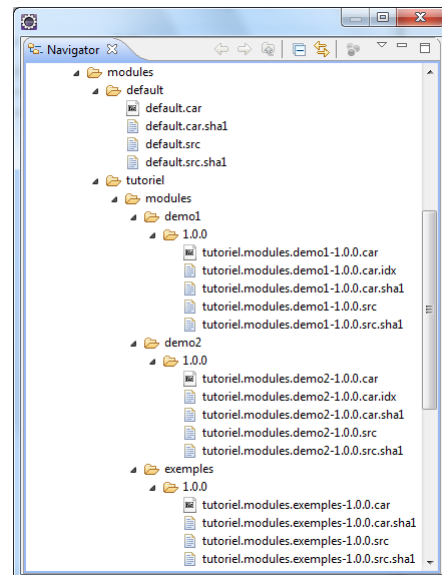 Navigator
modules
default
default.car
default.car.sha1
default.src
default.src.sha1
tutoriel
modules
demo1
1.0.0
tutoriel.modules.demo1-1.0.0.car
tutoriel.modules.demo1-1.0.0.car.idx
tutoriel.modules.demo1-1.0.0.car.sha1
tutoriel.modules.demo1-1.0.0.src
tutoriel.modules.demo1-1.0.0.src.sha1
demo2
1.0.0
tutoriel.modules.demo2-1.0.0.car
tutoriel.modules.demo2-1.0.0.car.idx
tutoriel.modules.demo2-1.0.0.car.sha1
tutoriel.modules.demo2-1.0.0.src
tutoriel.modules.demo2-1.0.0.src.sha1
exemples
1.0.0
tutoriel.modules.exemples-1.0.0.car
tutoriel.modules.exemples-1.0.0.car.sha1
tutoriel.modules.exemples-1.0.0.src
tutoriel.modules.exemples-1.0.0.src.sha1